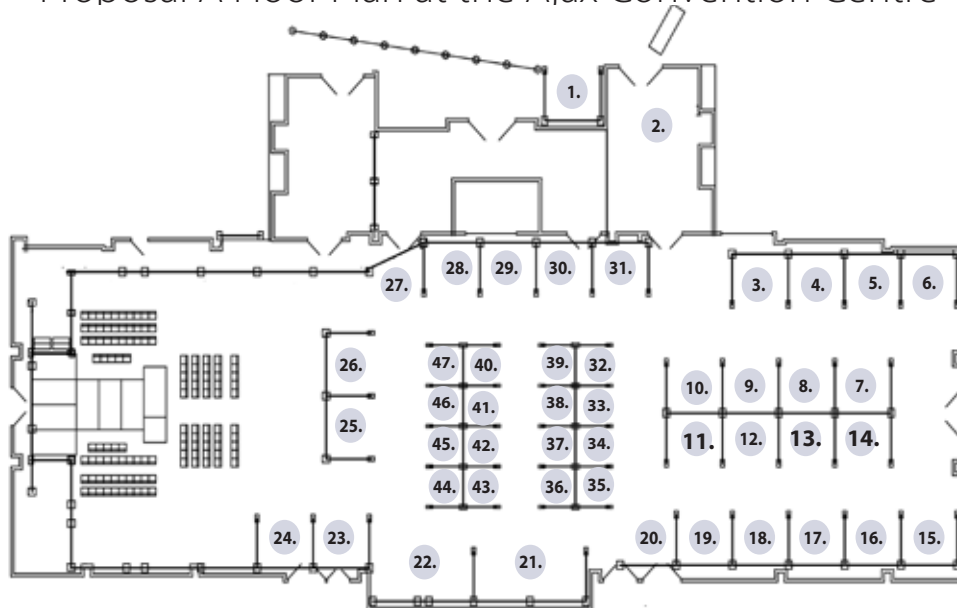 Proposal A Floor Plan at the Ajax Convention Centre
1.
2.
3. 4. 5. 6.
27. 28. 29. 30. 31.
26. 47. 40. 39. 32.
10. 9. 8. 7.
46. 41. 38. 33.
25. 45. 42. 37. 34.
11. 12. 13. 14.
44. 43. 36. 35.
24. 23. 20. 19. 18. 17. 16. 15.
22. 21.